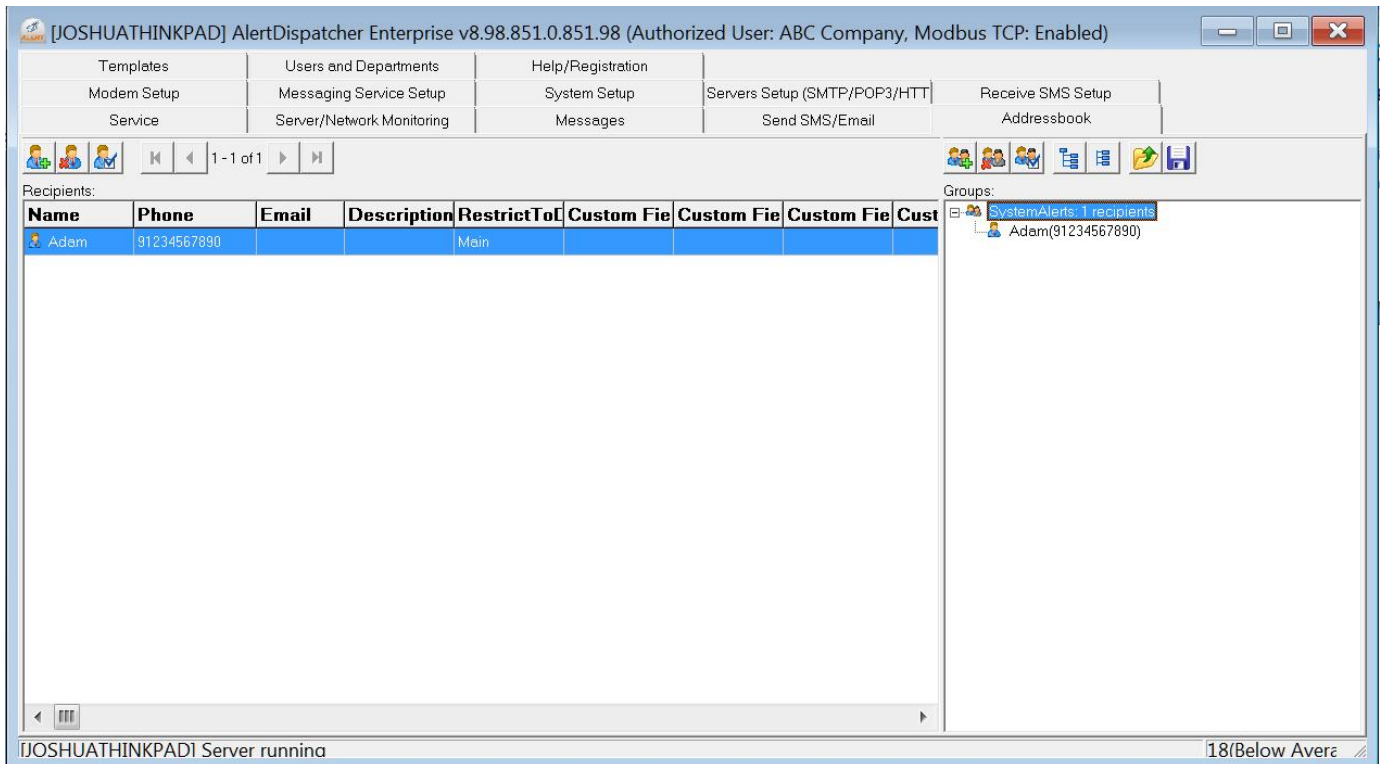 [JOSHUATHINKPAD] AlertDispatcher Enterprise v8.98.851.0.851.98 (Authorized User: ABC Company, Modbus TCP: Enabled)
Templates Users and Departments Help/Registration
Modem Setup Messaging Service Setup System Setup Servers Setup (SMTP/POP3/HTT Receive SMS Setup
Service Server/Network Monitoring Messages Send SMS/Email Addressbook
1 - 1 of 1
Recipients:
Name Phone Email Description RestrictToD Custom Fie Custom Fie Custom Fie Cust
Adam 91234567890 Main
Groups:
SystemAlerts: 1 recipients
Adam(91234567890)
[JOSHUATHINKPAD] Server running 18(Below Avera